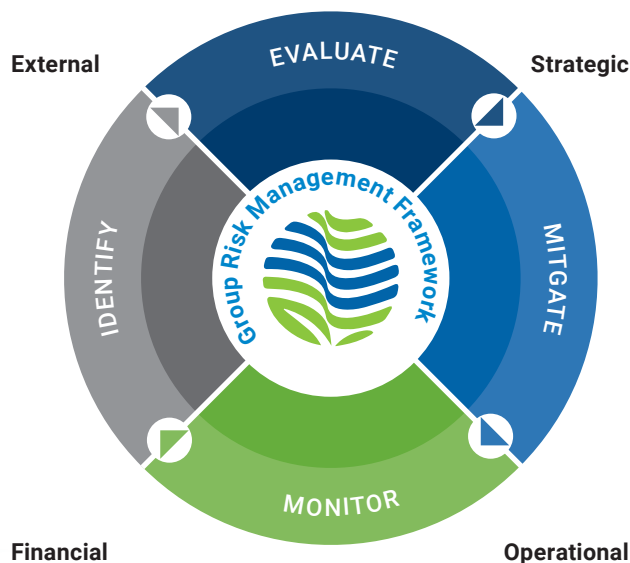 EVALUATE
External
Strategic
Group Risk Management Framework
IDENTIFY
MITGATE
MONITOR
Financial
Operational